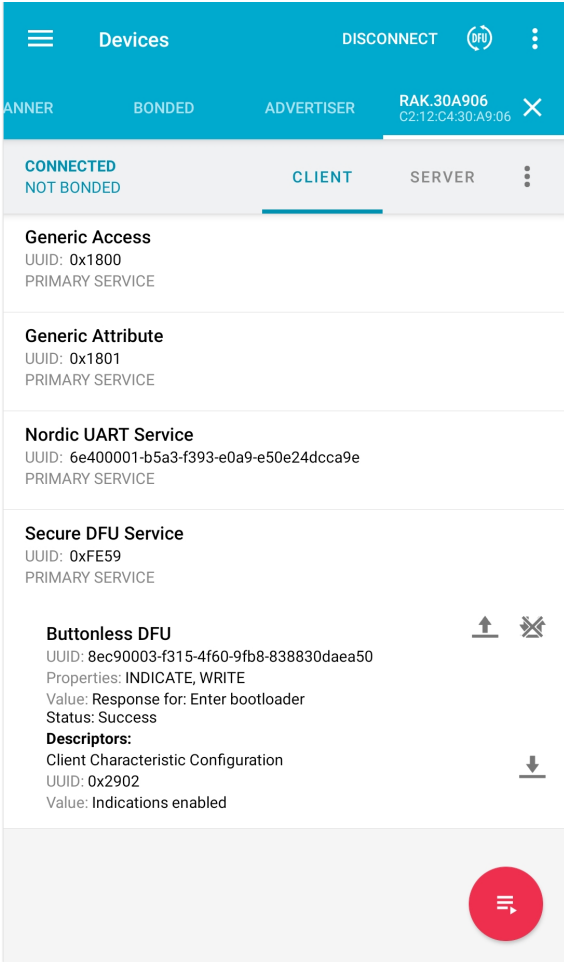 Devices
DISCONNECT
DFU
ANNER
BONDED
ADVERTISER
RAK.30A906
C2:12:C4:30:A9:06
CONNECTED
NOT BONDED
CLIENT
SERVER
Generic Access
UUID: 0x1800
PRIMARY SERVICE
Generic Attribute
UUID: 0x1801
PRIMARY SERVICE
Nordic UART Service
UUID: 6e400001-b5a3-f393-e0a9-e50e24dcca9e
PRIMARY SERVICE
Secure DFU Service
UUID: 0xFE59
PRIMARY SERVICE
Buttonless DFU
UUID: 8ec90003-f315-4f60-9fb8-838830daea50
Properties: INDICATE, WRITE
Value: Response for: Enter bootloader
Status: Success
Descriptors:
Client Characteristic Configuration
UUID: 0x2902
Value: Indications enabled